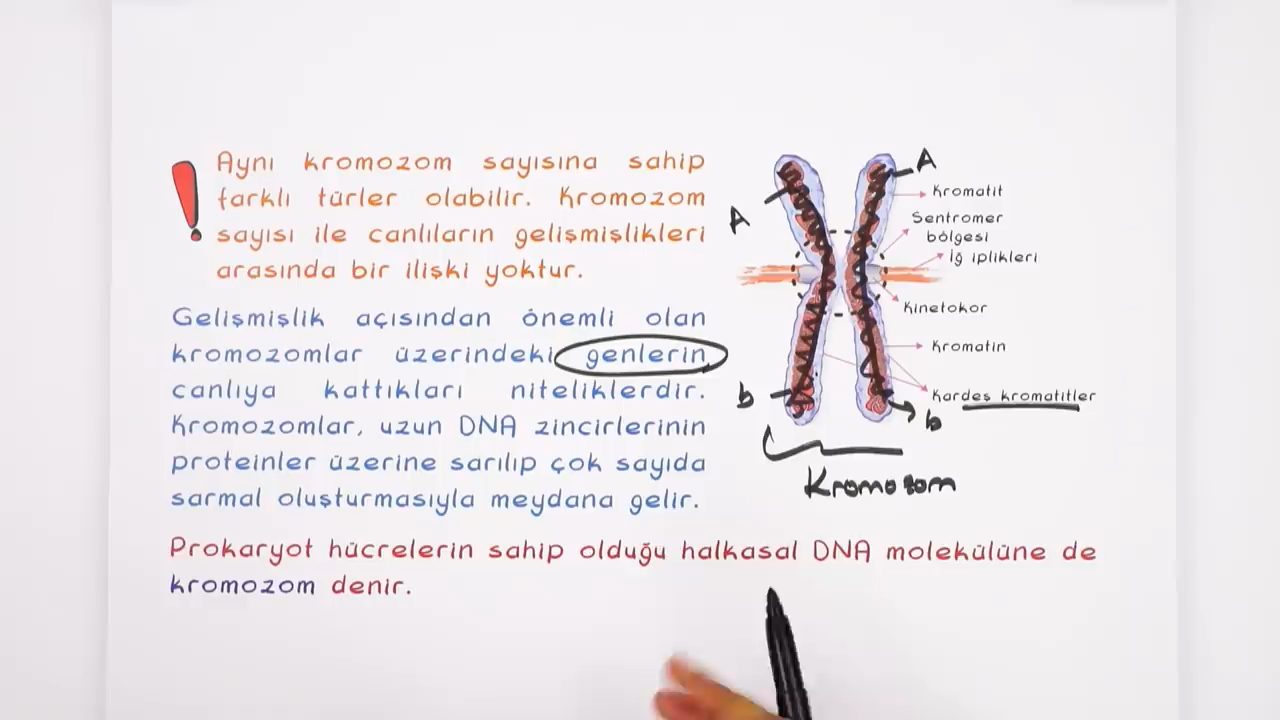 Aynı kromozom sayısına sahip
farklı türler olabilir. Kromozom
sayısı ile canlıların gelişmişlikleri
arasında bir ilişki yoktur.
Gelişmişlik açısından önemli olan
kromozomlar üzerindeki genlerin
canlıya kattıkları niteliklerdir.
Kromozomlar, uzun DNA zincirlerinin
proteinler üzerine sarılıp çok sayıda
sarmal oluşturmasıyla meydana gelir.
Prokaryot hücrelerin sahip olduğu halkasal DNA molekülüne de
kromozom denir.
A
A
Kromatit
Sentromer
bölgesi
İğ iplikleri
Kinetokor
Kromatin
Kardeş kromatitler
b
b
Kromozom